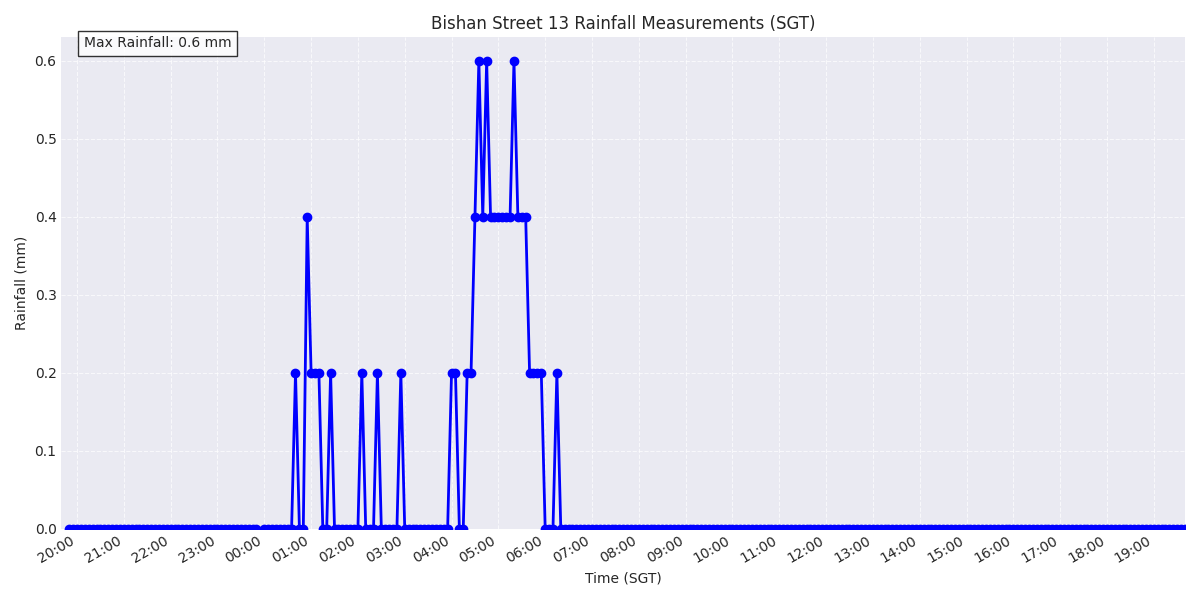 Bishan Street 13 Rainfall Measurements (SGT)
Max Rainfall: 0.6 mm
0.6
0.5
0.4
0.3
0.2
0.1
0.0
Rainfall (mm)
20:00 21:00 22:00 23:00 00:00 01:00 02:00 03:00 04:00 05:00 06:00 07:00 08:00 09:00 10:00 11:00 12:00 13:00 14:00 15:00 16:00 17:00 18:00 19:00
Time (SGT)